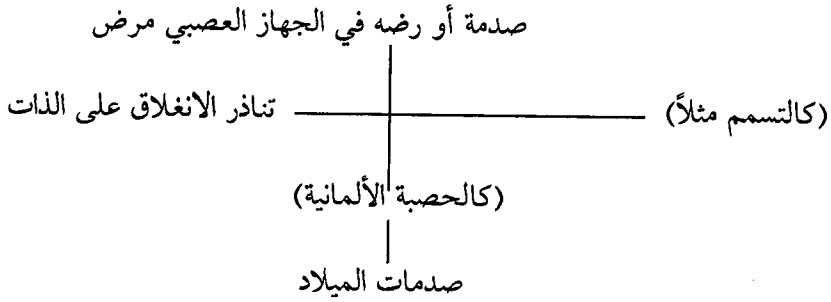 صدمة أو رضه في الجهاز العصبي مرض
(كالتسمم مثلاً) تناذر الانغلاق على الذات
(كالحصبة الألمانية)
صدمات الميلاد